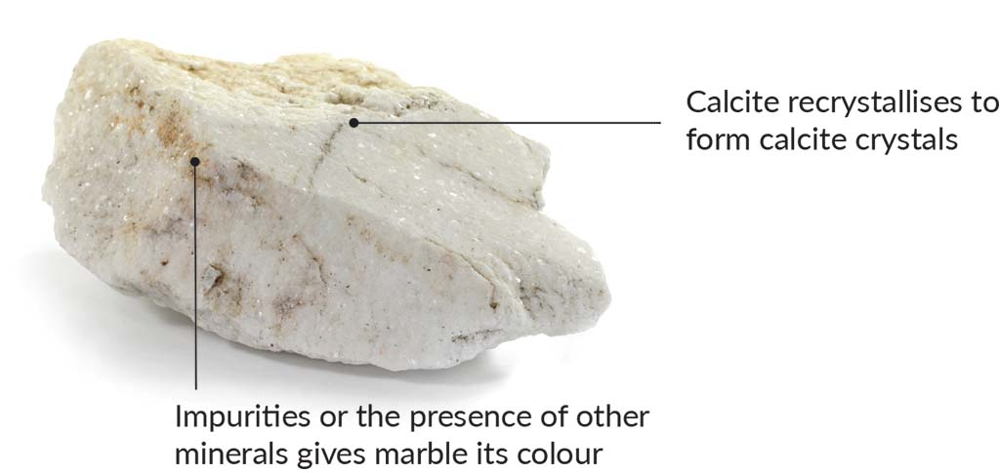 Calcite recrystallises to
form calcite crystals
Impurities or the presence of other
minerals gives marble its colour